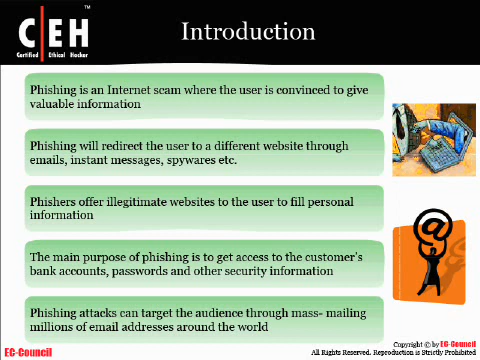 C|EH™
Certified Ethical Hacker
Introduction
Phishing is an Internet scam where the user is convinced to give
valuable information
Phishing will redirect the user to a different website through
emails, instant messages, spywares etc.
Phishers offer illegitimate websites to the user to fill personal
information
The main purpose of phishing is to get access to the customer's
bank accounts, passwords and other security information
Phishing attacks can target the audience through mass- mailing
millions of email addresses around the world
@
EC-Council
Copyright © by EC-Council
All Rights Reserved. Reproduction is Strictly Prohibited